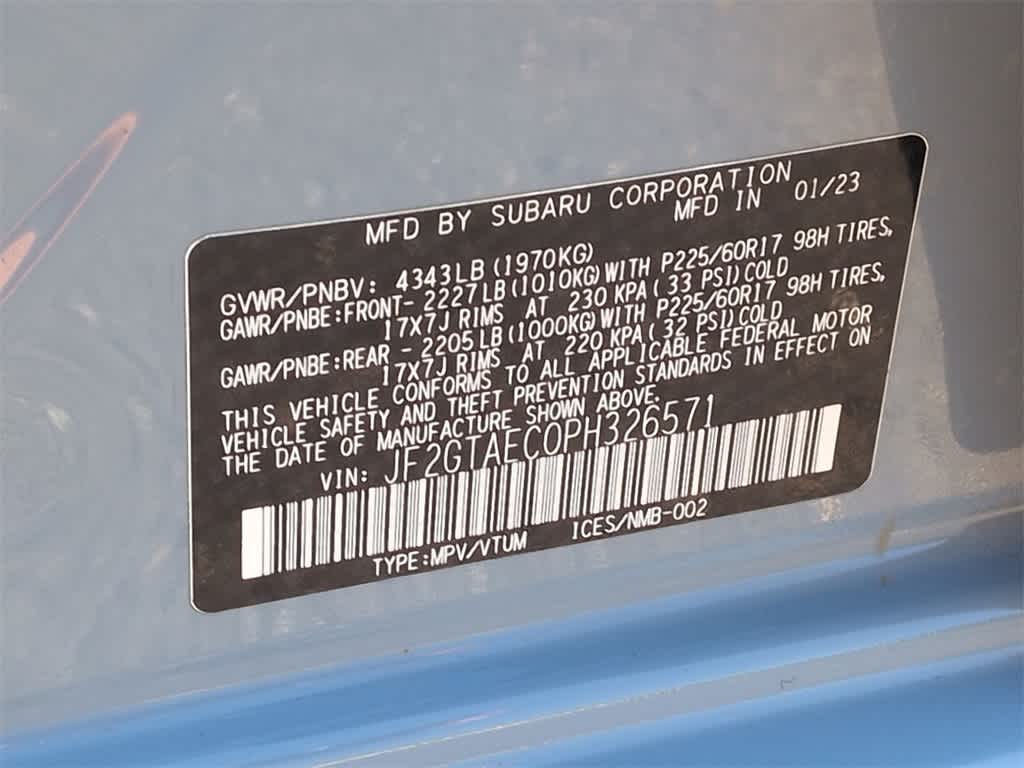 MFD BY SUBARU CORPORATION
MFD IN 01/23
GVWR/PNBV: 4343LB(1970KG)
GAWR/PNBE:FRONT-2227LB(1010KG)WITH P225/60R17 98H TIRES,
17X7J RIMS AT 230 KPA(33 PSI)COLD
GAWR/PNBE:REAR -2205LB(1000KG)WITH P225/60R17 98H TIRES,
17X7J RIMS AT 220 KPA(32 PSI)COLD
THIS VEHICLE CONFORMS TO ALL APPLICABLE FEDERAL MOTOR
VEHICLE SAFETY AND THEFT PREVENTION STANDARDS IN EFFECT ON
THE DATE OF MANUFACTURE SHOWN ABOVE.
VIN: JF2GTAEC0PH326571
TYPE:MPV/VTUM ICES/NMB-002